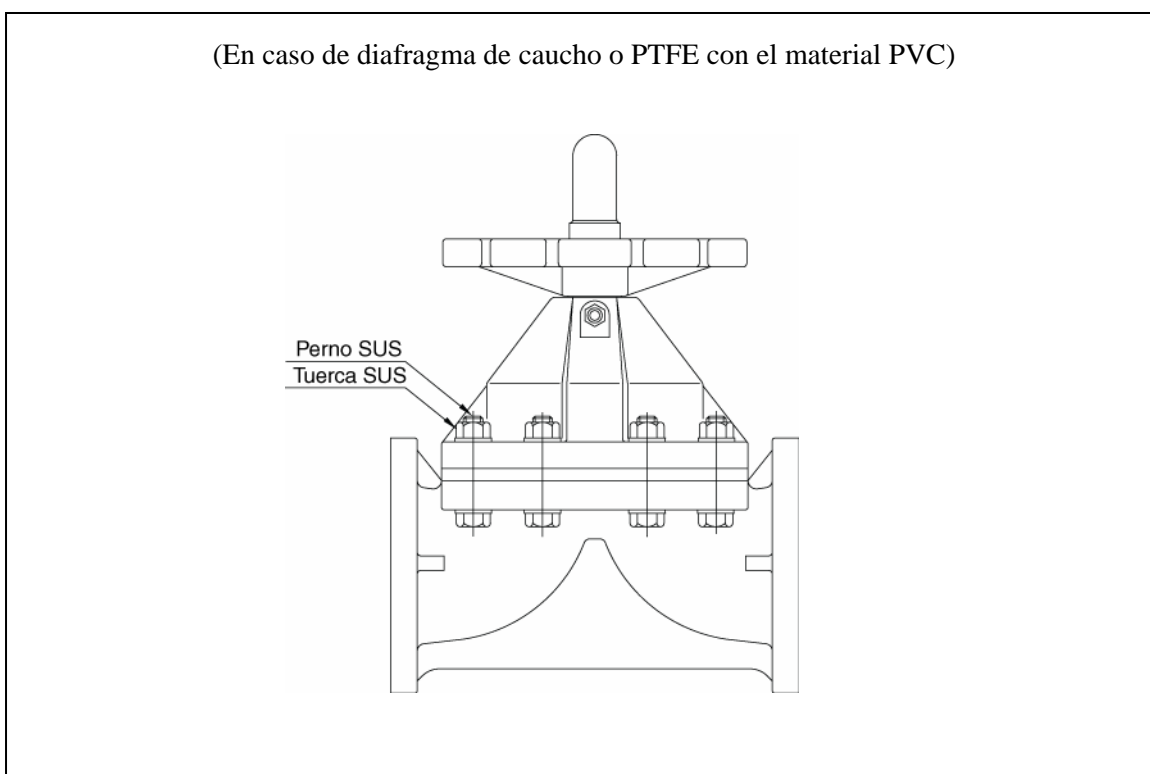 (En caso de diafragma de caucho o PTFE con el material PVC)
Perno SUS
Tuerca SUS